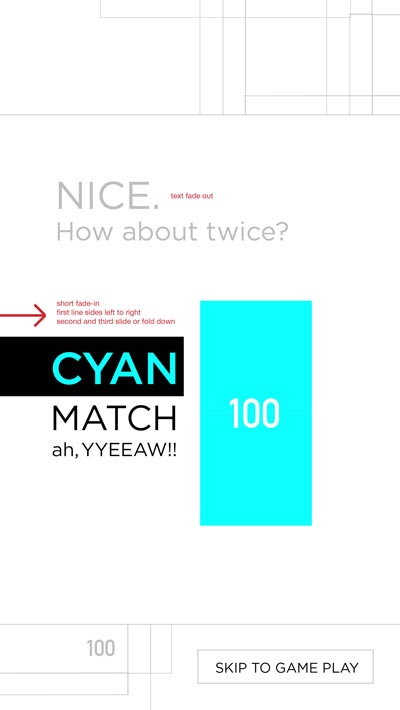 NICE.
text fade out
How about twice?
short fade-in
first line sides left to right
second and third slide or fold down
CYAN
MATCH
ah, YYEEAW!!
100
100
SKIP TO GAME PLAY